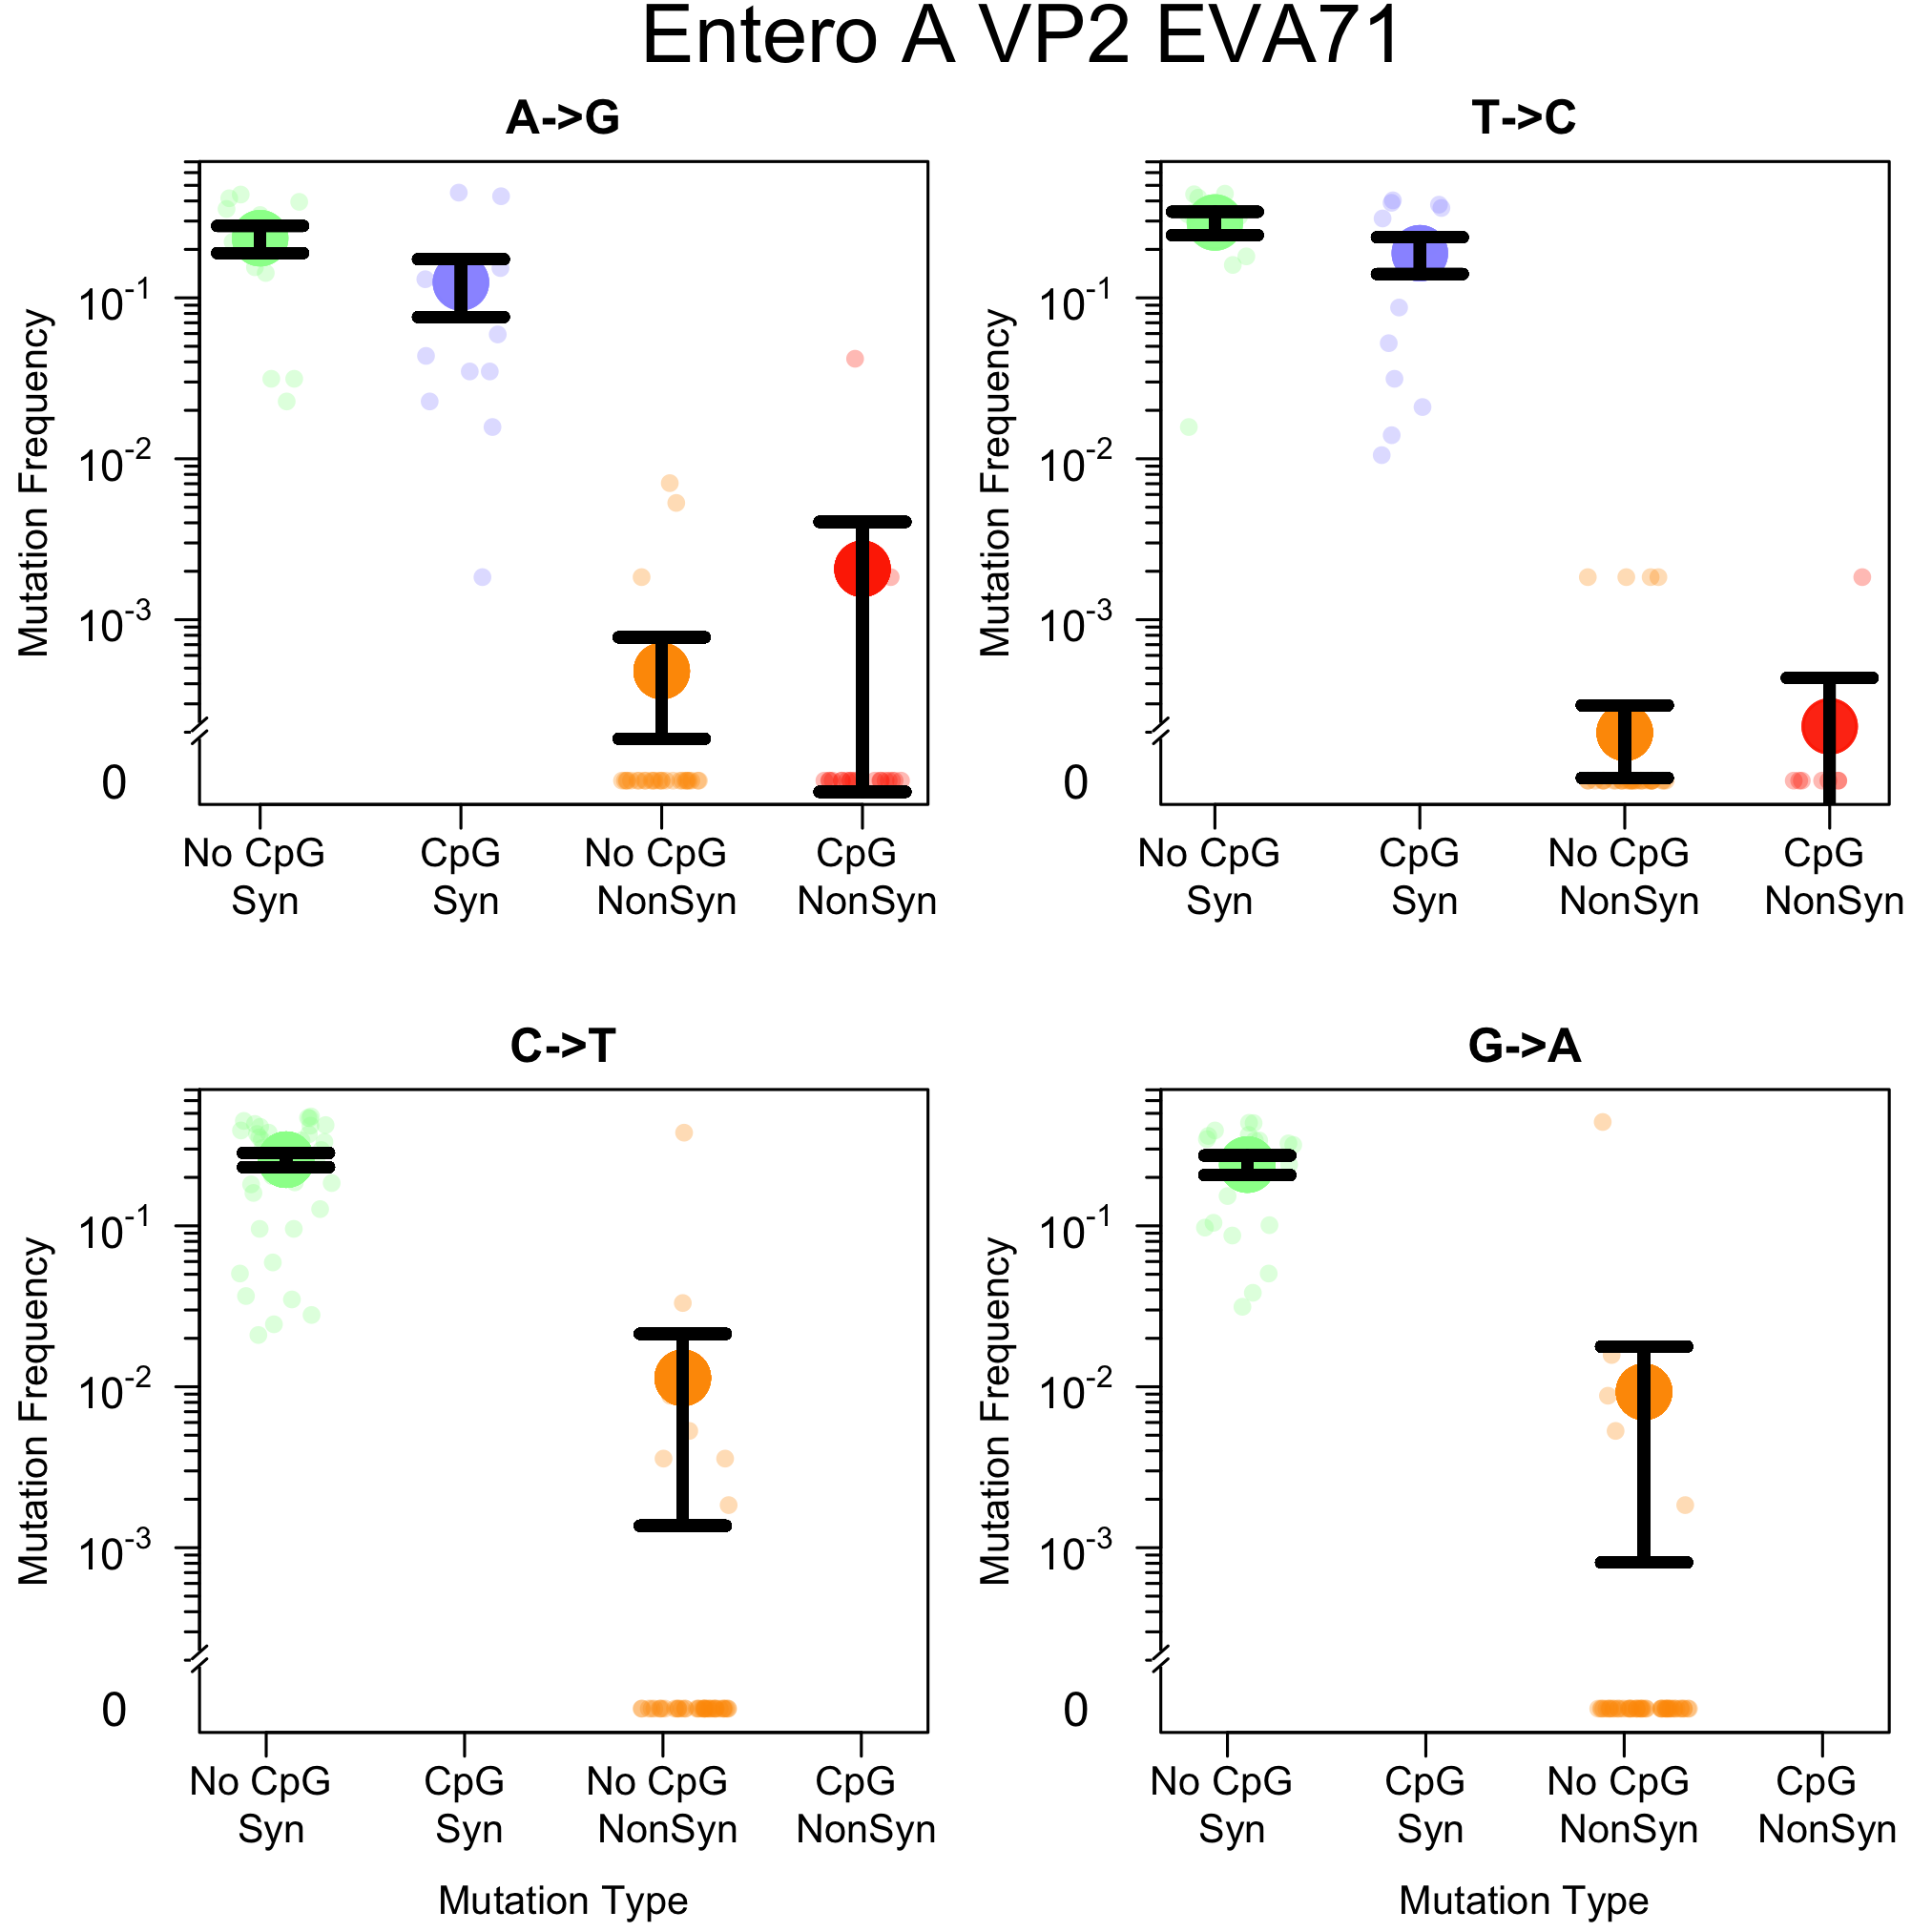 Entero A VP2 EVA71
A->G
Mutation Frequency
10-1
10-2
10-3
0
No CpG CpG No CpG CpG
Syn Syn NonSyn NonSyn
T->C
Mutation Frequency
10-1
10-2
10-3
0
No CpG CpG No CpG CpG
Syn Syn NonSyn NonSyn
C->T
Mutation Frequency
10-1
10-2
10-3
0
No CpG CpG No CpG CpG
Syn Syn NonSyn NonSyn
Mutation Type
G->A
Mutation Frequency
10-1
10-2
10-3
0
No CpG CpG No CpG CpG
Syn Syn NonSyn NonSyn
Mutation Type